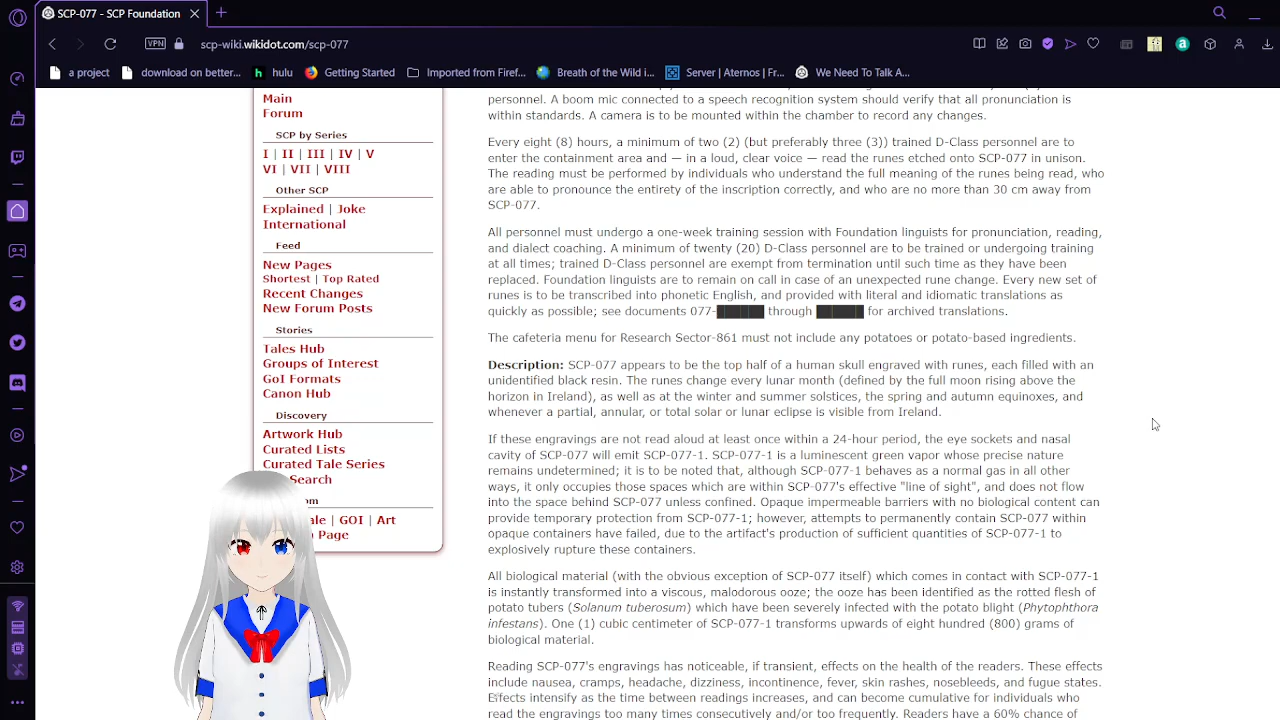 SCP-077 - SCP Foundation
VPN
scp-wiki.wikidot.com/scp-077
a project
download on better...
hulu
Getting Started
Imported from Firef...
Breath of the Wild i...
Server | Aternos | Fr...
We Need To Talk A...
Main
Forum
SCP by Series
I | II | III | IV | V
VI | VII | VIII
Other SCP
Explained | Joke
International
Feed
New Pages
Shortest | Top Rated
Recent Changes
New Forum Posts
Stories
Tales Hub
Groups of Interest
GoI Formats
Canon Hub
Discovery
Artwork Hub
Curated Lists
Curated Tale Series
Search
| GOI | Art
Page
personnel. A boom mic connected to a speech recognition system should verify that all pronunciation is
within standards. A camera is to be mounted within the chamber to record any changes.
Every eight (8) hours, a minimum of two (2) (but preferably three (3)) trained D-Class personnel are to
enter the containment area and — in a loud, clear voice — read the runes etched onto SCP-077 in unison.
The reading must be performed by individuals who understand the full meaning of the runes being read, who
are able to pronounce the entirety of the inscription correctly, and who are no more than 30 cm away from
SCP-077.
All personnel must undergo a one-week training session with Foundation linguists for pronunciation, reading,
and dialect coaching. A minimum of twenty (20) D-Class personnel are to be trained or undergoing training
at all times; trained D-Class personnel are exempt from termination until such time as they have been
replaced. Foundation linguists are to remain on call in case of an unexpected rune change. Every new set of
runes is to be transcribed into phonetic English, and provided with literal and idiomatic translations as
quickly as possible; see documents 077-██████ through ██████ for archived translations.
The cafeteria menu for Research Sector-861 must not include any potatoes or potato-based ingredients.
Description: SCP-077 appears to be the top half of a human skull engraved with runes, each filled with an
unidentified black resin. The runes change every lunar month (defined by the full moon rising above the
horizon in Ireland), as well as at the winter and summer solstices, the spring and autumn equinoxes, and
whenever a partial, annular, or total solar or lunar eclipse is visible from Ireland.
If these engravings are not read aloud at least once within a 24-hour period, the eye sockets and nasal
cavity of SCP-077 will emit SCP-077-1. SCP-077-1 is a luminescent green vapor whose precise nature
remains undetermined; it is to be noted that, although SCP-077-1 behaves as a normal gas in all other
ways, it only occupies those spaces which are within SCP-077's effective "line of sight", and does not flow
into the space behind SCP-077 unless confined. Opaque impermeable barriers with no biological content can
provide temporary protection from SCP-077-1; however, attempts to permanently contain SCP-077 within
opaque containers have failed, due to the artifact's production of sufficient quantities of SCP-077-1 to
explosively rupture these containers.
All biological material (with the obvious exception of SCP-077 itself) which comes in contact with SCP-077-1
is instantly transformed into a viscous, malodorous ooze; the ooze has been identified as the rotted flesh of
potato tubers (Solanum tuberosum) which have been severely infected with the potato blight (Phytophthora
infestans). One (1) cubic centimeter of SCP-077-1 transforms upwards of eight hundred (800) grams of
biological material.
Reading SCP-077's engravings has noticeable, if transient, effects on the health of the readers. These effects
include nausea, cramps, headache, dizziness, incontinence, fever, skin rashes, nosebleeds, and fugue states.
Effects intensify as the time between readings increases, and can become cumulative for individuals who
read the engravings too many times consecutively and/or too frequently. Readers have a 60% chance of